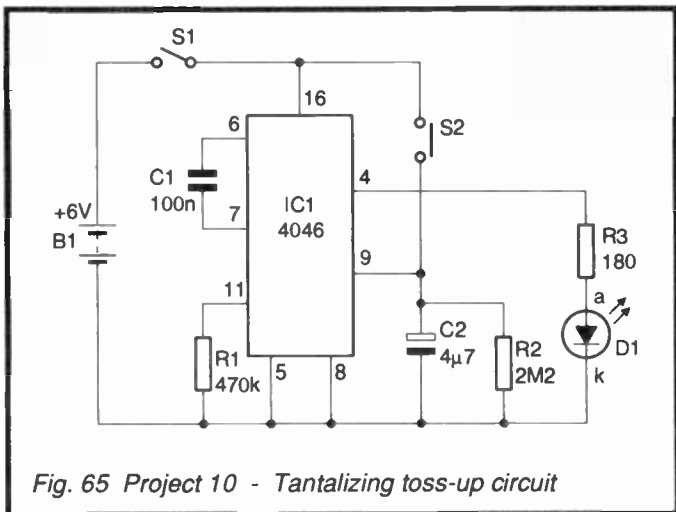 S1
16
6
S2
C1
100n
4
IC1
4046
7
+6V
B1
R3
180
9
11
a
C2
4µ7
R1
470k
R2
2M2
D1
5
8
k
Fig. 65 Project 10 - Tantalizing toss-up circuit